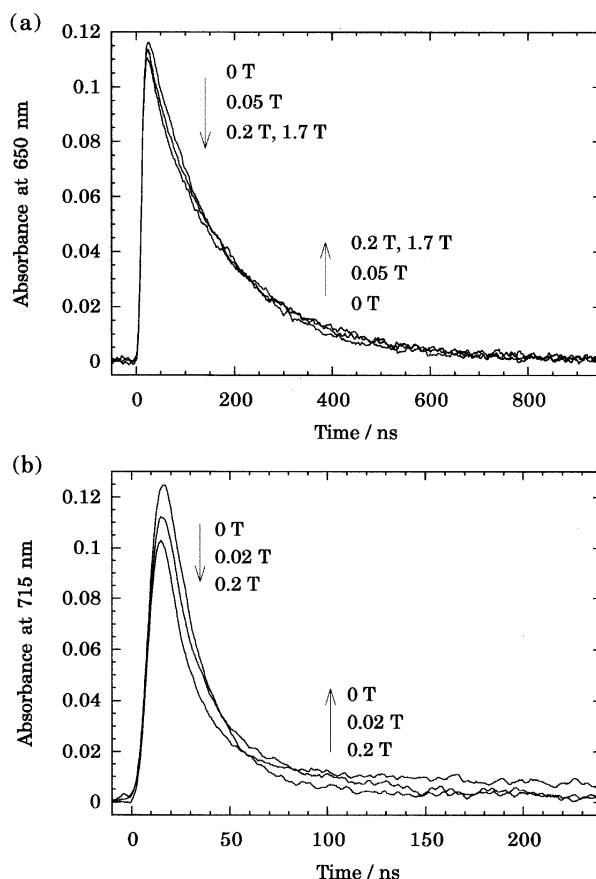 (a)
0.12
0.1
0.08
0.06
0.04
0.02
0
Absorbance at 650 nm
0 T
0.05 T
0.2 T, 1.7 T
0.2 T, 1.7 T
0.05 T
0 T
0 200 400 600 800
Time / ns
(b)
0.12
0.1
0.08
0.06
0.04
0.02
0
Absorbance at 715 nm
0 T
0.02 T
0.2 T
0 T
0.02 T
0.2 T
0 50 100 150 200
Time / ns